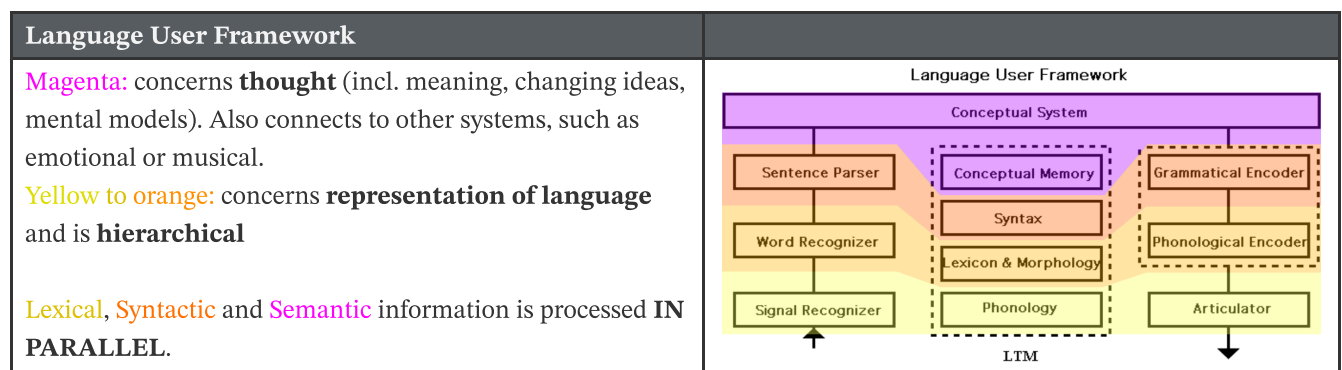 Language User Framework
Magenta: concerns thought (incl. meaning, changing ideas,
mental models). Also connects to other systems, such as
emotional or musical.
Yellow to orange: concerns representation of language
and is hierarchical
Lexical, Syntactic and Semantic information is processed IN
PARALLEL.
Language User Framework
Conceptual System
Sentence Parser
Conceptual Memory
Grammatical Encoder
Syntax
Word Recognizer
Phonological Encoder
Lexicon & Morphology
Signal Recognizer
Phonology
Articulator
LTM